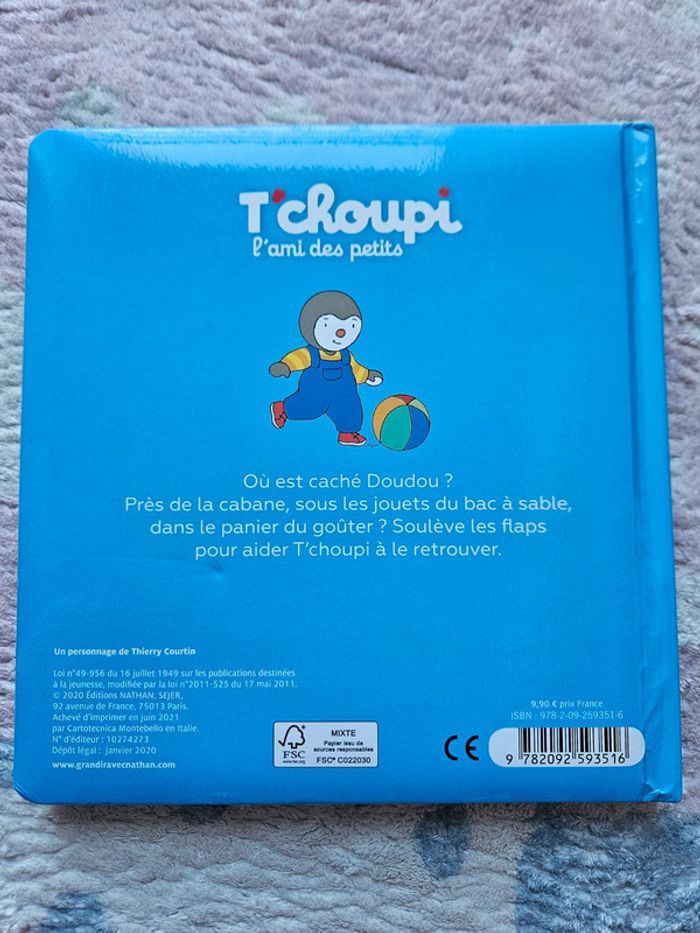 T'choupi
l'ami des petits
Où est caché Doudou ?
Près de la cabane, sous les jouets du bac à sable,
dans le panier du goûter ? Soulève les flaps
pour aider T'choupi à le retrouver.
Un personnage de Thierry Courtin
Loi n°49-956 du 16 juillet 1949 sur les publications destinées
à la jeunesse, modifiée par la loi n°2011-525 du 17 mai 2011.
© 2020 Éditions NATHAN, SEJER,
92 avenue de France, 75013 Paris.
Achevé d'imprimer en juin 2021
par Cartotecnica Montebello en Italie.
N° d'éditeur : 10274273
Dépôt légal : janvier 2020
www.grandiravecnathan.com
FSC
www.fsc.org
MIXTE
Papier issu de
sources responsables
FSC® C022030
CE
9,90 € prix France
ISBN : 978-2-09-259351-6
9 782092 593516